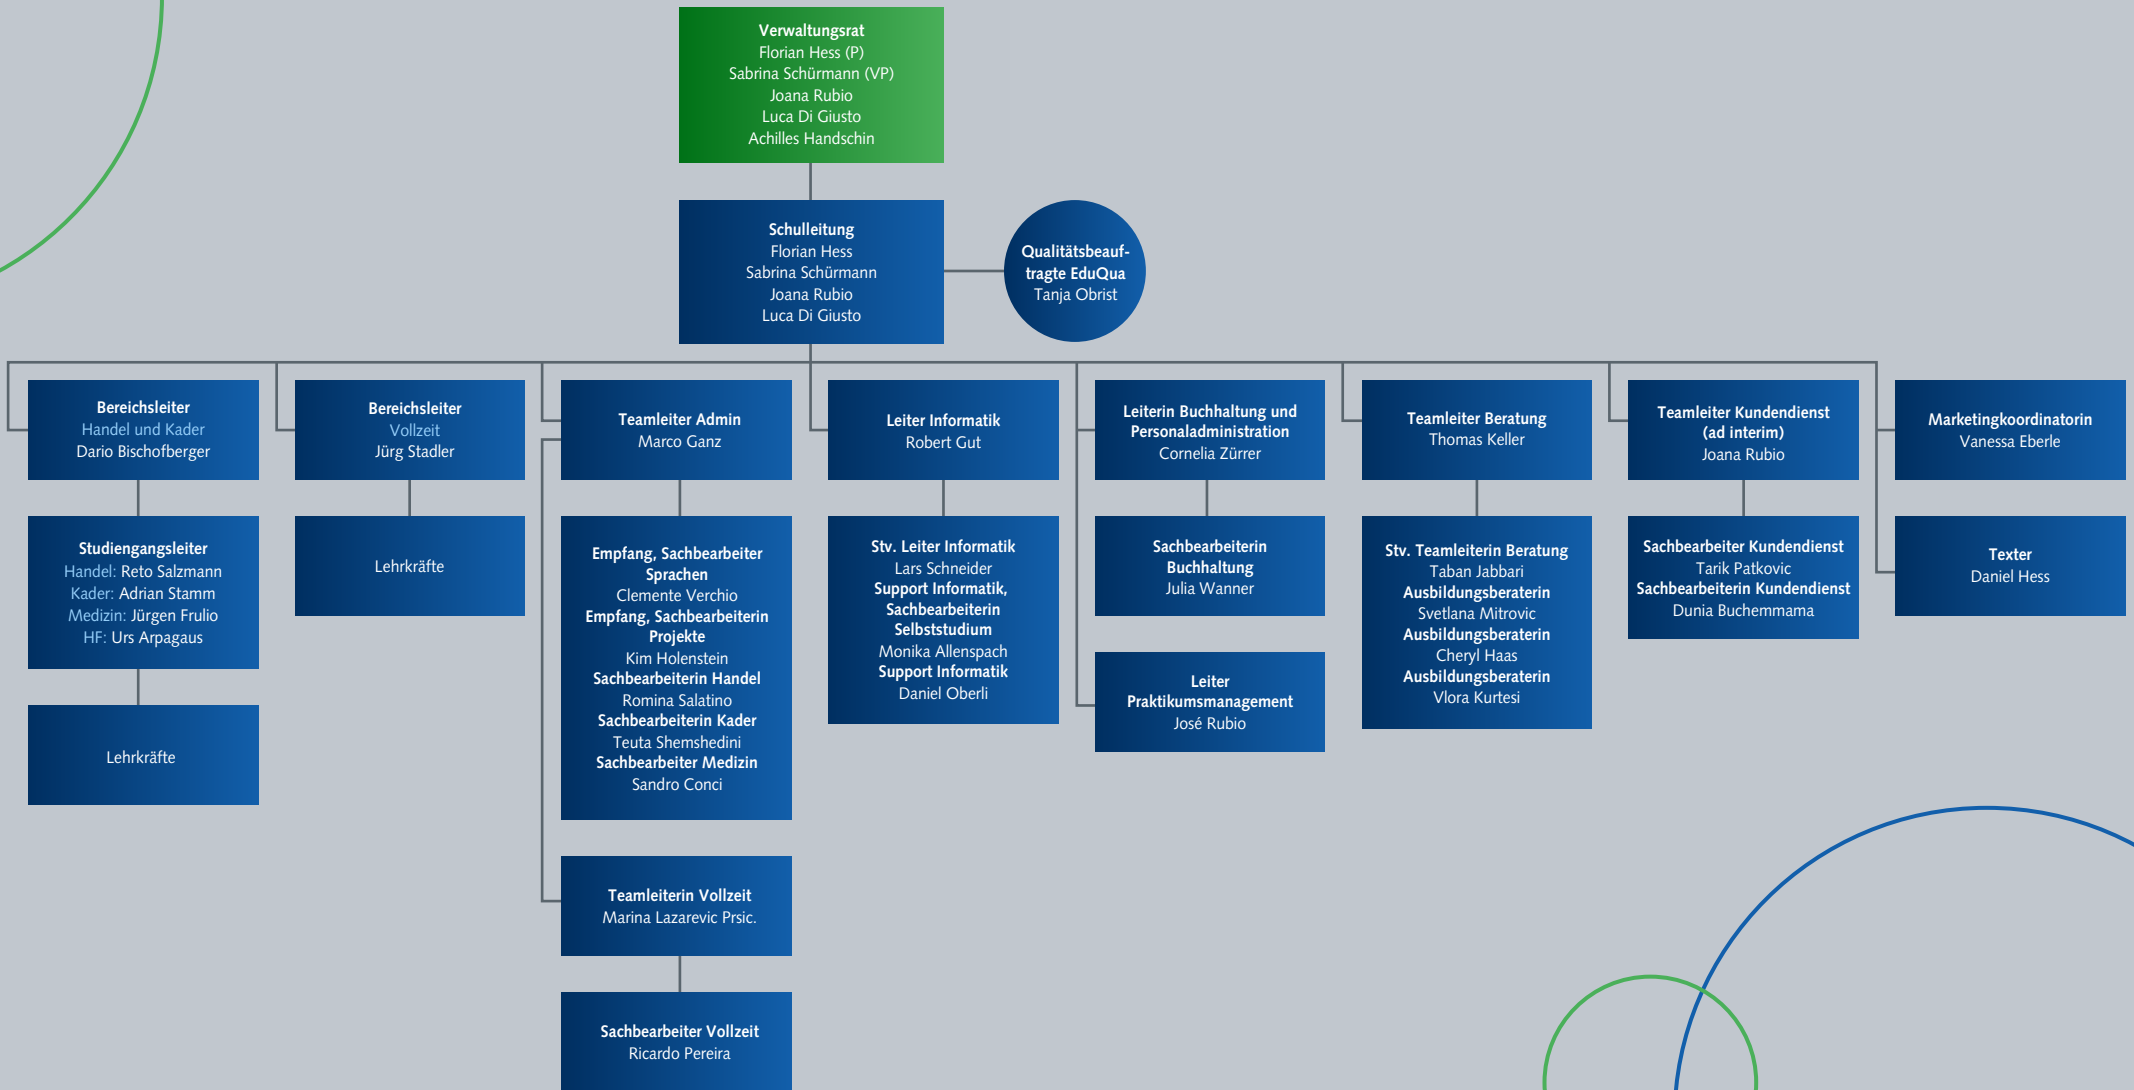 Verwaltungsrat
Florian Hess (P)
Sabrina Schürmann (VP)
Joana Rubio
Luca Di Giusto
Achilles Handschin
Schulleitung
Florian Hess
Sabrina Schürmann
Joana Rubio
Luca Di Giusto
Qualitätsbeauf-
tragte EduQua
Tanja Obrist
Bereichsleiter
Handel und Kader
Dario Bischofberger
Bereichsleiter
Vollzeit
Jürg Stadler
Teamleiter Admin
Marco Ganz
Leiter Informatik
Robert Gut
Leiterin Buchhaltung und
Personaladministration
Cornelia Zürrer
Teamleiter Beratung
Thomas Keller
Teamleiter Kundendienst
(ad interim)
Joana Rubio
Marketingkoordinatorin
Vanessa Eberle
Studiengangsleiter
Handel: Reto Salzmann
Kader: Adrian Stamm
Medizin: Jürgen Frulio
HF: Urs Arpagaus
Lehrkräfte
Empfang, Sachbearbeiter
Sprachen
Clemente Verchio
Empfang, Sachbearbeiterin
Projekte
Kim Holenstein
Sachbearbeiterin Handel
Romina Salatino
Sachbearbeiterin Kader
Teuta Shemshedini
Sachbearbeiter Medizin
Sandro Conci
Stv. Leiter Informatik
Lars Schneider
Support Informatik,
Sachbearbeiterin
Selbststudium
Monika Allenspach
Support Informatik
Daniel Oberli
Sachbearbeiterin
Buchhaltung
Julia Wanner
Stv. Teamleiterin Beratung
Taban Jabbari
Ausbildungsberaterin
Svetlana Mitrovic
Ausbildungsberaterin
Cheryl Haas
Ausbildungsberaterin
Vlora Kurtesi
Sachbearbeiter Kundendienst
Tarik Patkovic
Sachbearbeiterin Kundendienst
Dunia Buchemmama
Texter
Daniel Hess
Leiter
Praktikumsmanagement
José Rubio
Lehrkräfte
Teamleiterin Vollzeit
Marina Lazarevic Prsic.
Sachbearbeiter Vollzeit
Ricardo Pereira